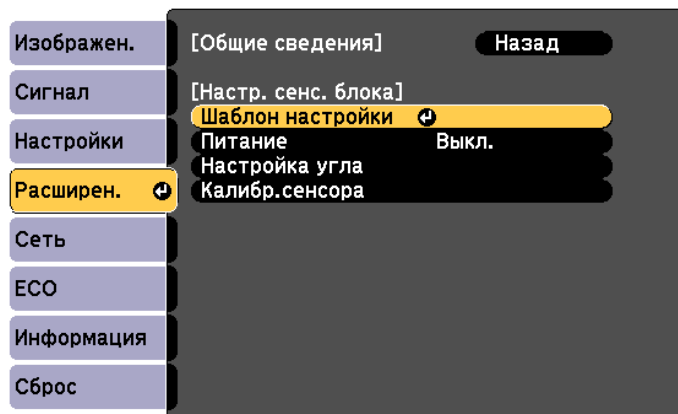 Изображен.
Сигнал
Настройки
Расширен.
Сеть
ECO
Информация
Сброс
[Общие сведения] Назад
[Настр. сенс. блока]
Шаблон настройки
Питание Выкл.
Настройка угла
Калибр.сенсора